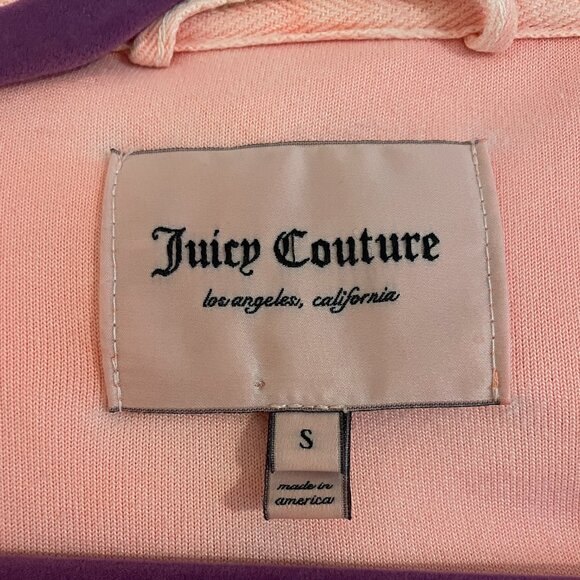 Juicy Couture
los angeles, california
S
made in
america